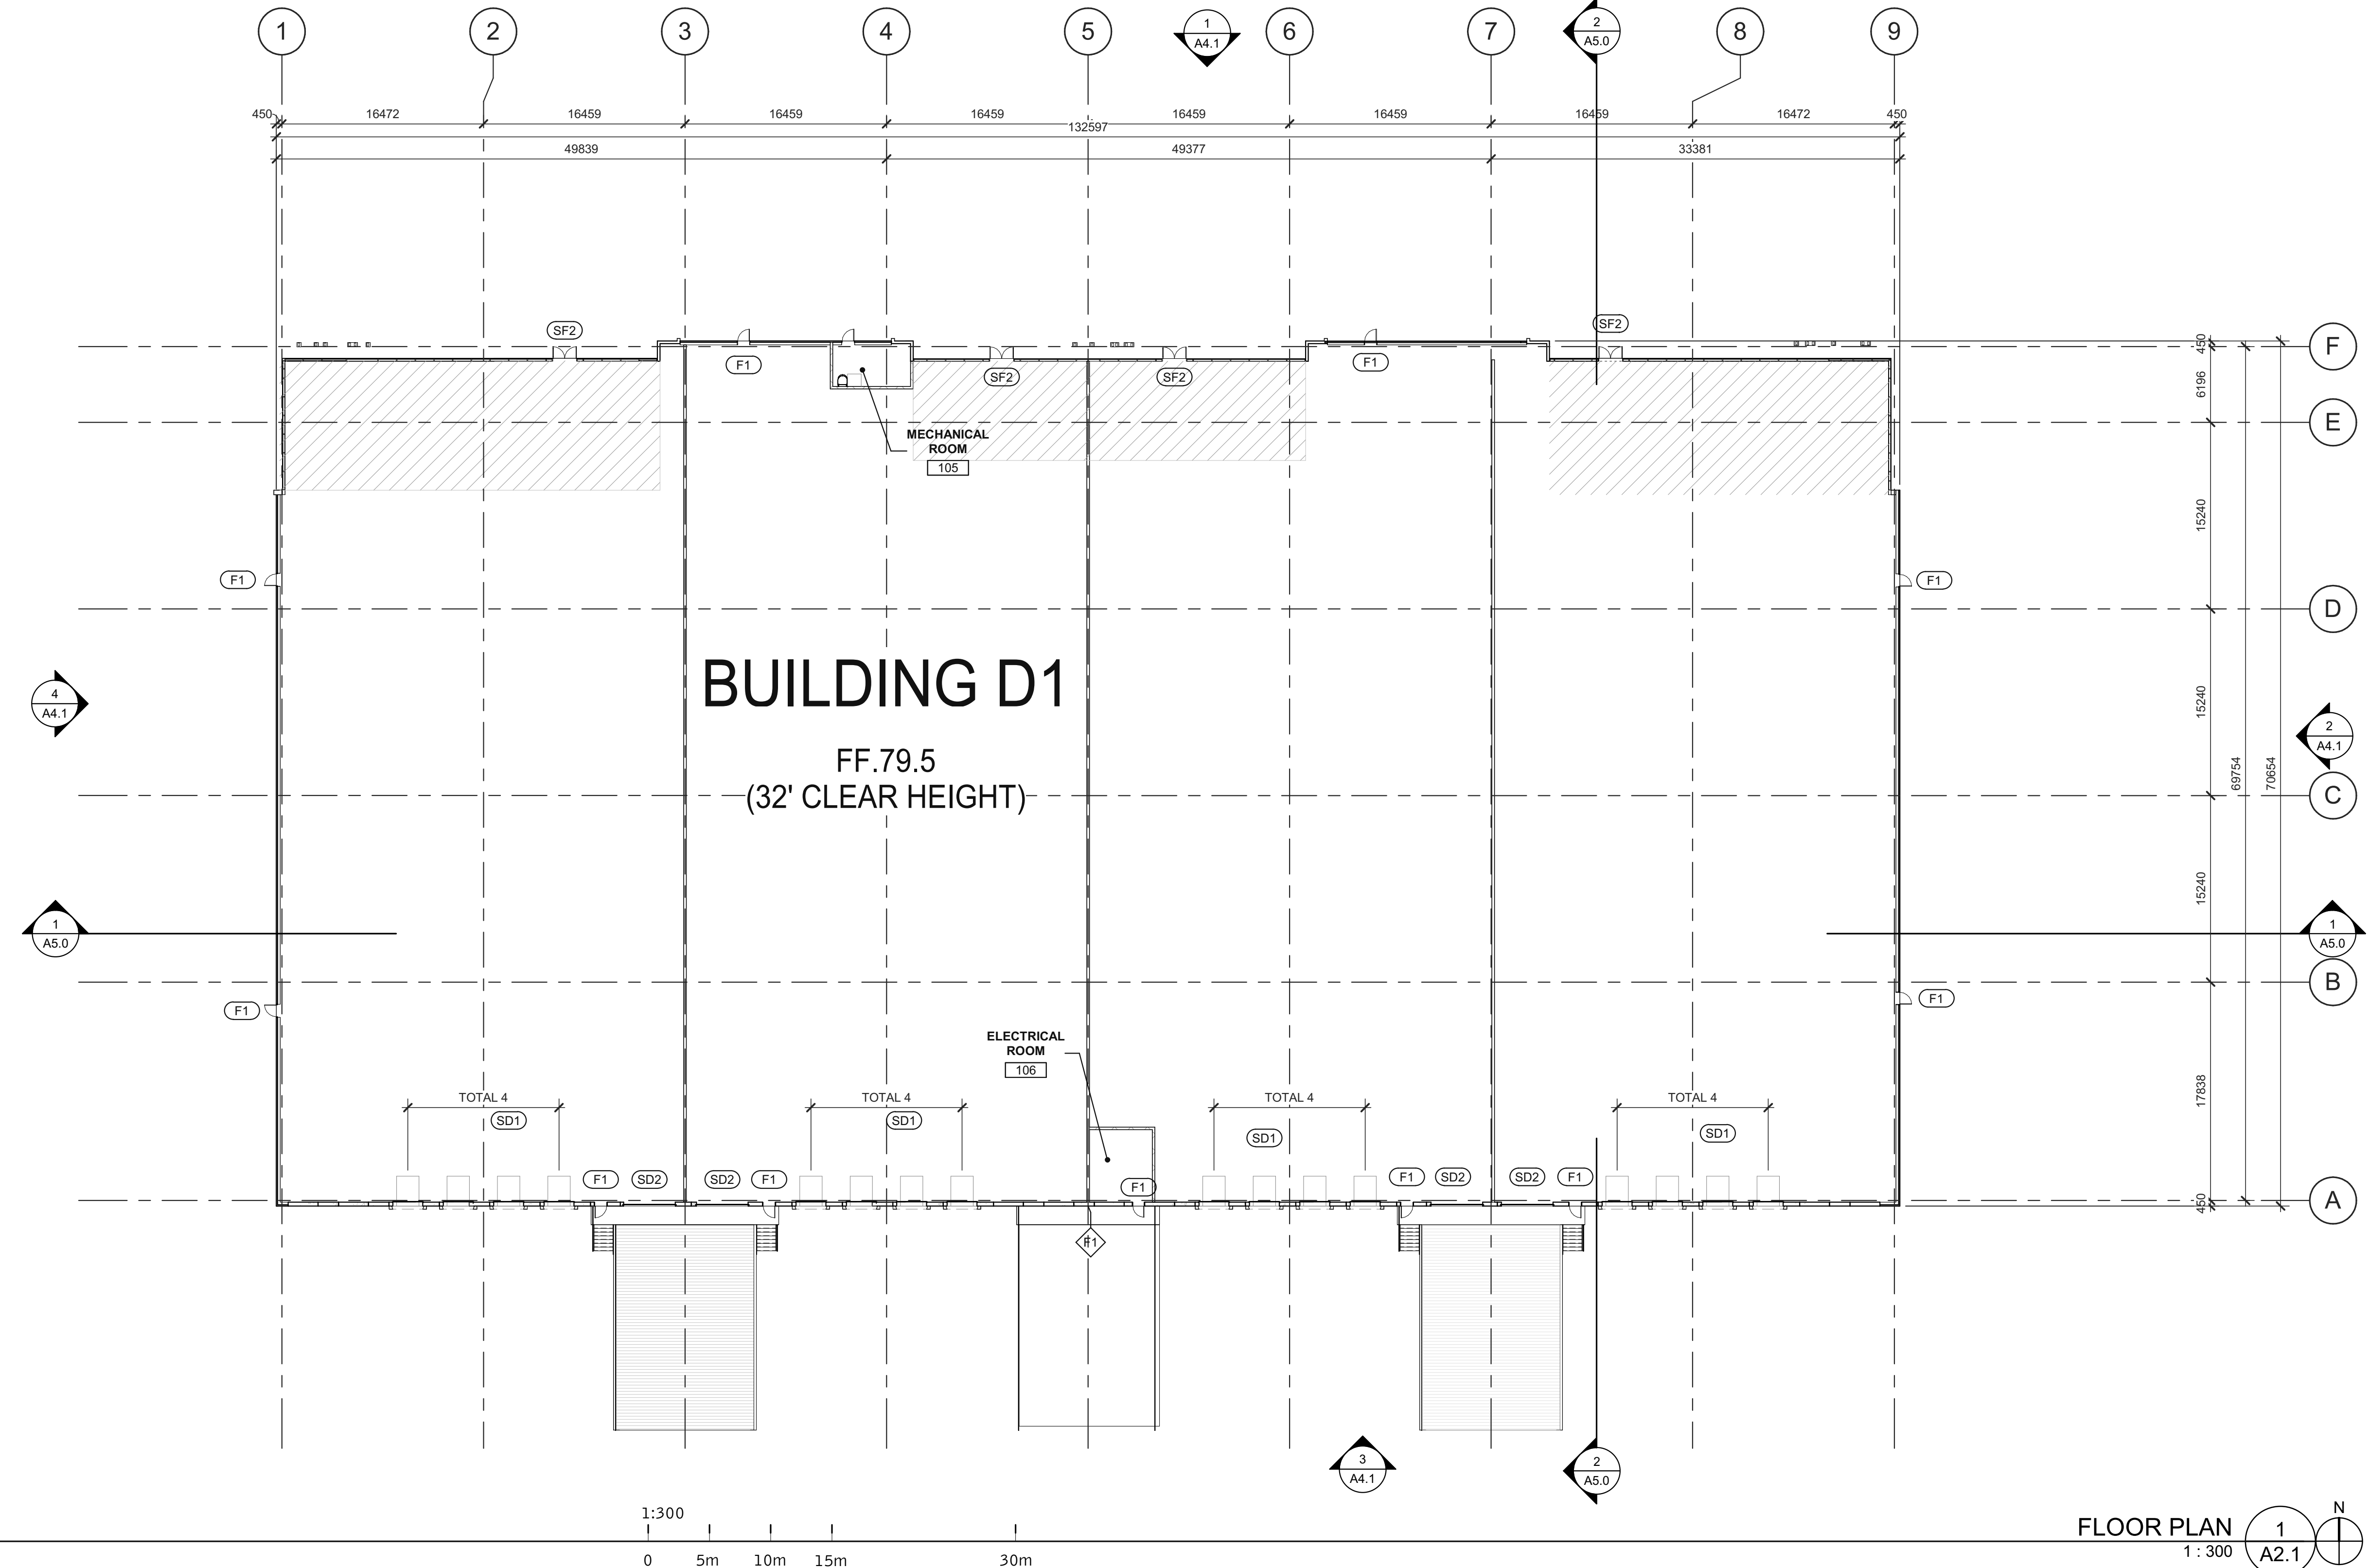 1 2 3 4 5 6 7 8 9
1
A4.1
2
A5.0
450 16472 16459 16459 16459 16459 16459 16459 16472 450
132597
49839 49377 33381
SF2 SF2
F
450
F1 F1
SF2 SF2
6196
E
MECHANICAL
ROOM
105
15240
F1 F1
D
BUILDING D1
4
A4.1
15240
2
A4.1
FF.79.5
(32' CLEAR HEIGHT)
69754
70654
C
15240
1
A5.0
1
A5.0
B
F1 F1
ELECTRICAL
ROOM
106
17838
TOTAL 4 TOTAL 4 TOTAL 4 TOTAL 4
SD1 SD1 SD1 SD1
F1 SD2 SD2 F1 F1 F1 SD2 SD2 F1
450
A
F1
3
A4.1
2
A5.0
1:300
0 5m 10m 15m 30m
FLOOR PLAN
1 : 300
1
A2.1
N